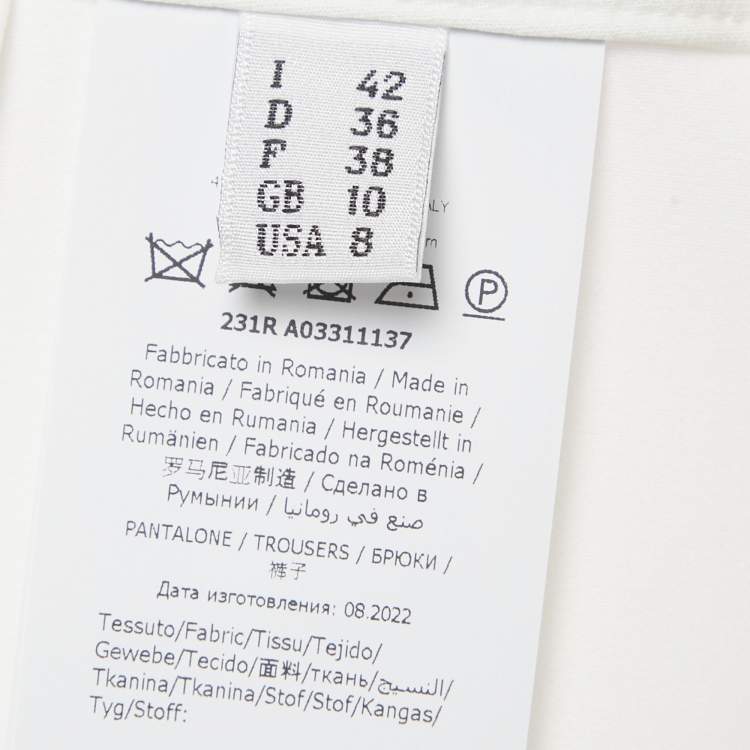 I 42
D 36
F 38
GB 10
USA 8
P
231R A03311137
Fabbricato in Romania / Made in
Romania / Fabriqué en Roumanie /
Hecho en Rumania / Hergestellt in
Rumänien / Fabricado na Roménia /
罗马尼亚制造 / Сделано в
Румынии / صنع في رومانيا
PANTALONE / TROUSERS / БРЮКИ /
裤子
Дата изготовления: 08.2022
Tessuto/Fabric/Tissu/Tejido/
Gewebe/Tecido/面料/ткань/النسيج/
Tkanina/Tkanina/Stof/Stof/Kangas/
Tyg/Stoff: